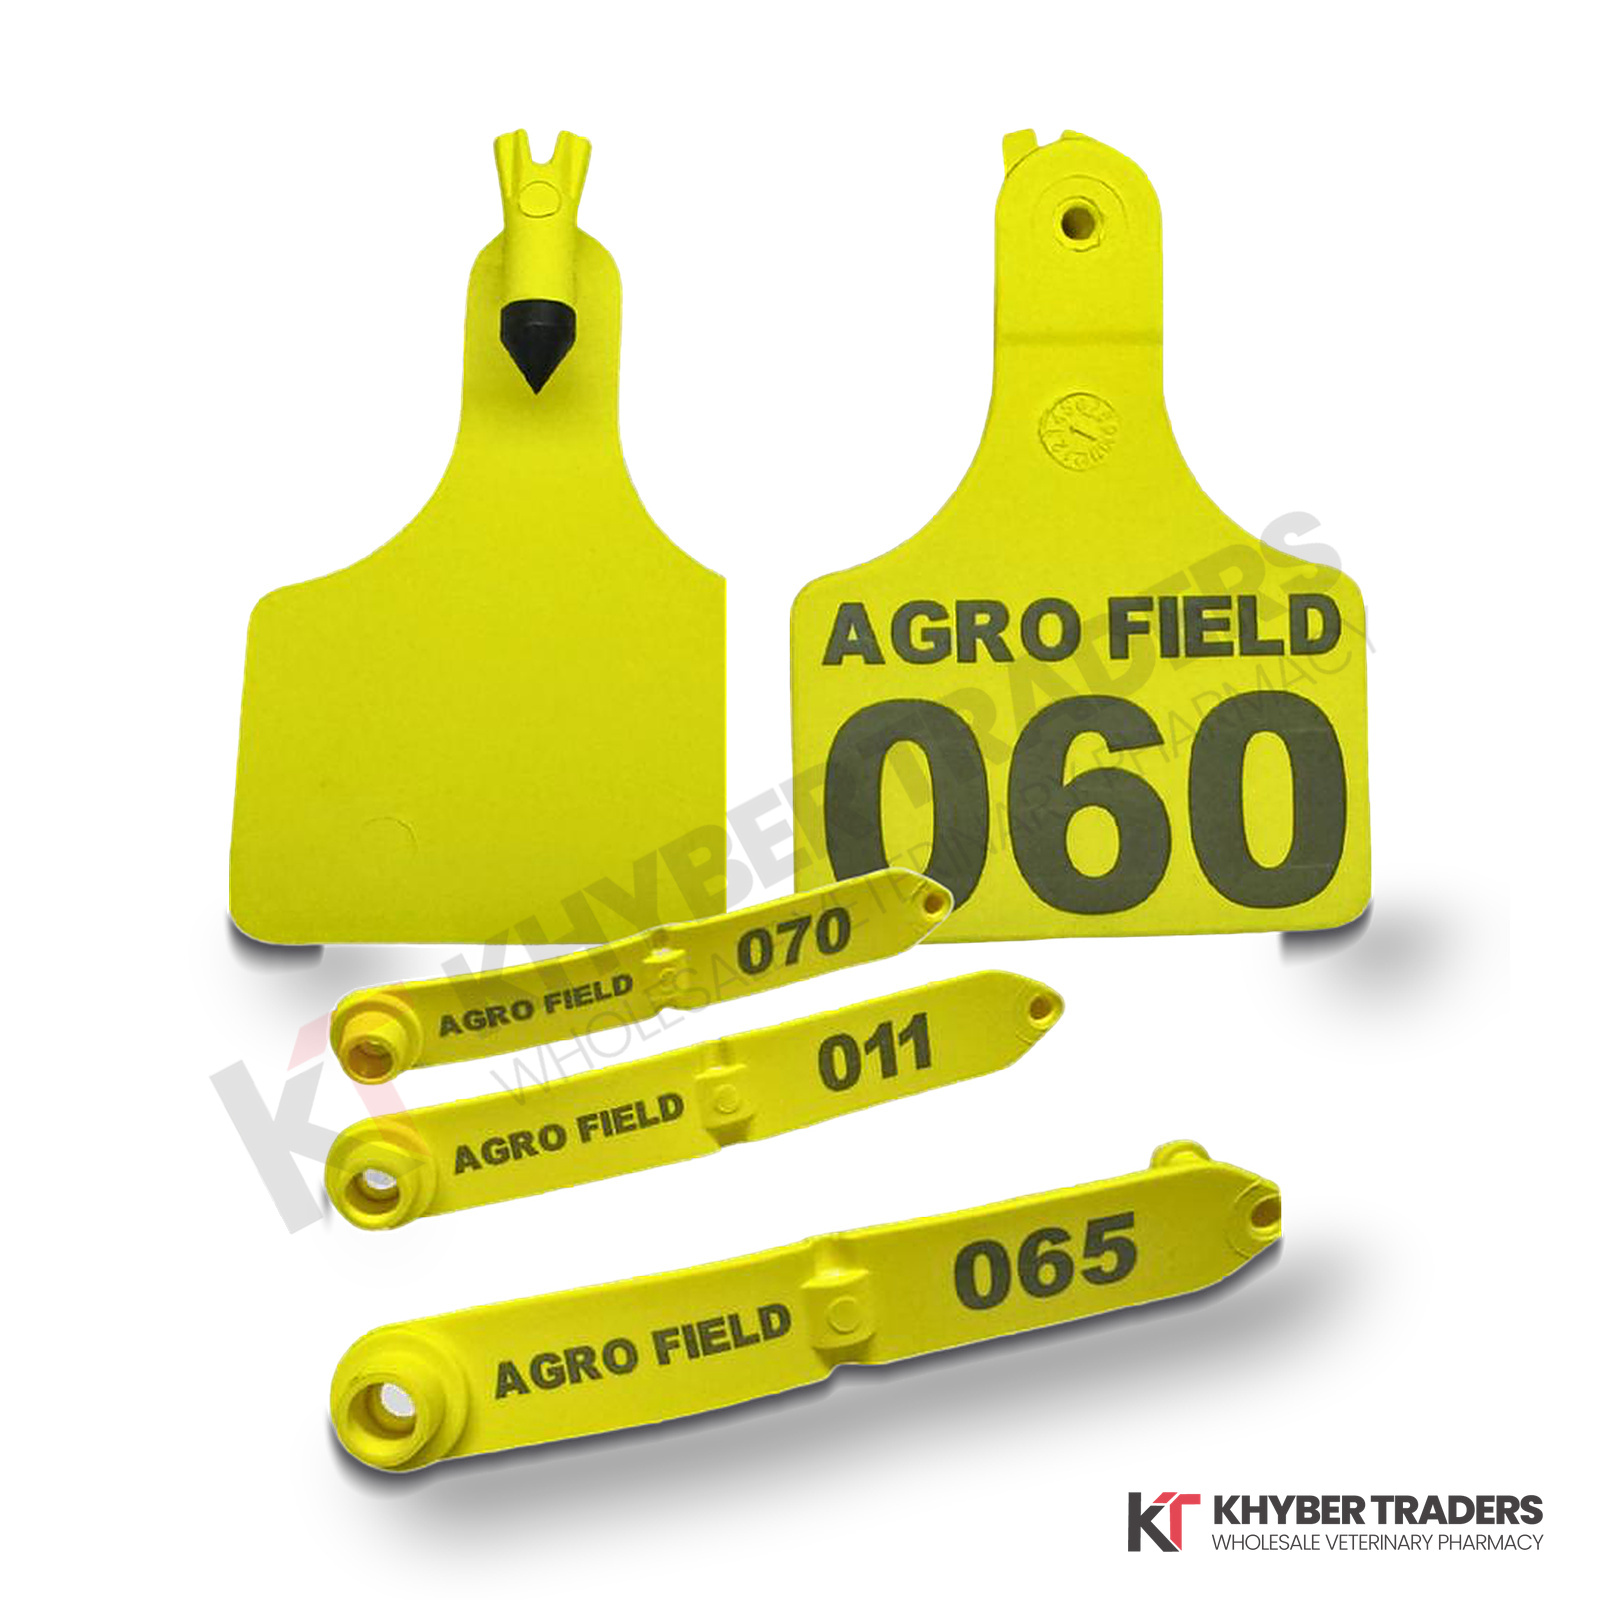 AGRO FIELD
060
KHYBER TRADERS
WHOLESALE VETERINARY PHARMACY
AGRO FIELD 070
AGRO FIELD 011
AGRO FIELD 065
KT KHYBER TRADERS
WHOLESALE VETERINARY PHARMACY